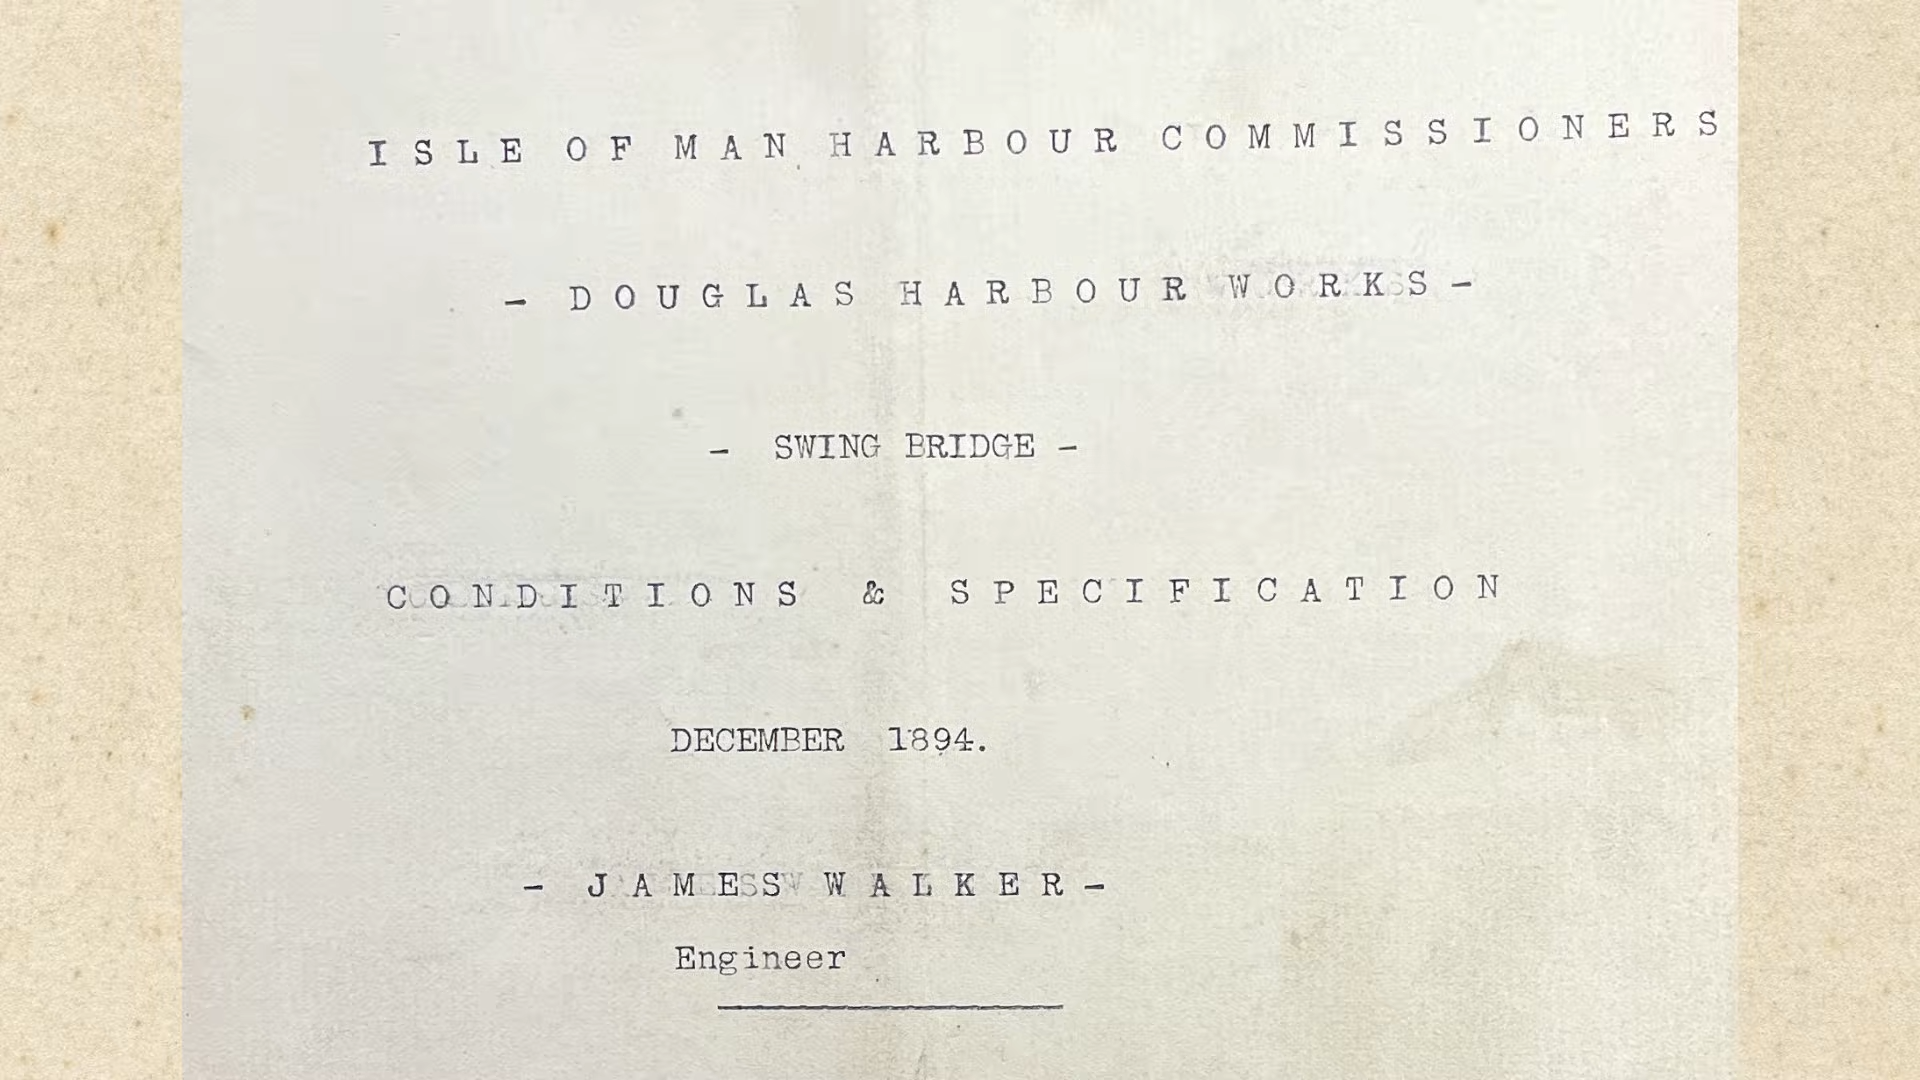 ISLE OF MAN HARBOUR COMMISSIONERS
- DOUGLAS HARBOUR WORKS -
- SWING BRIDGE -
CONDITIONS & SPECIFICATION
DECEMBER 1894.
- JAMES WALKER -
Engineer